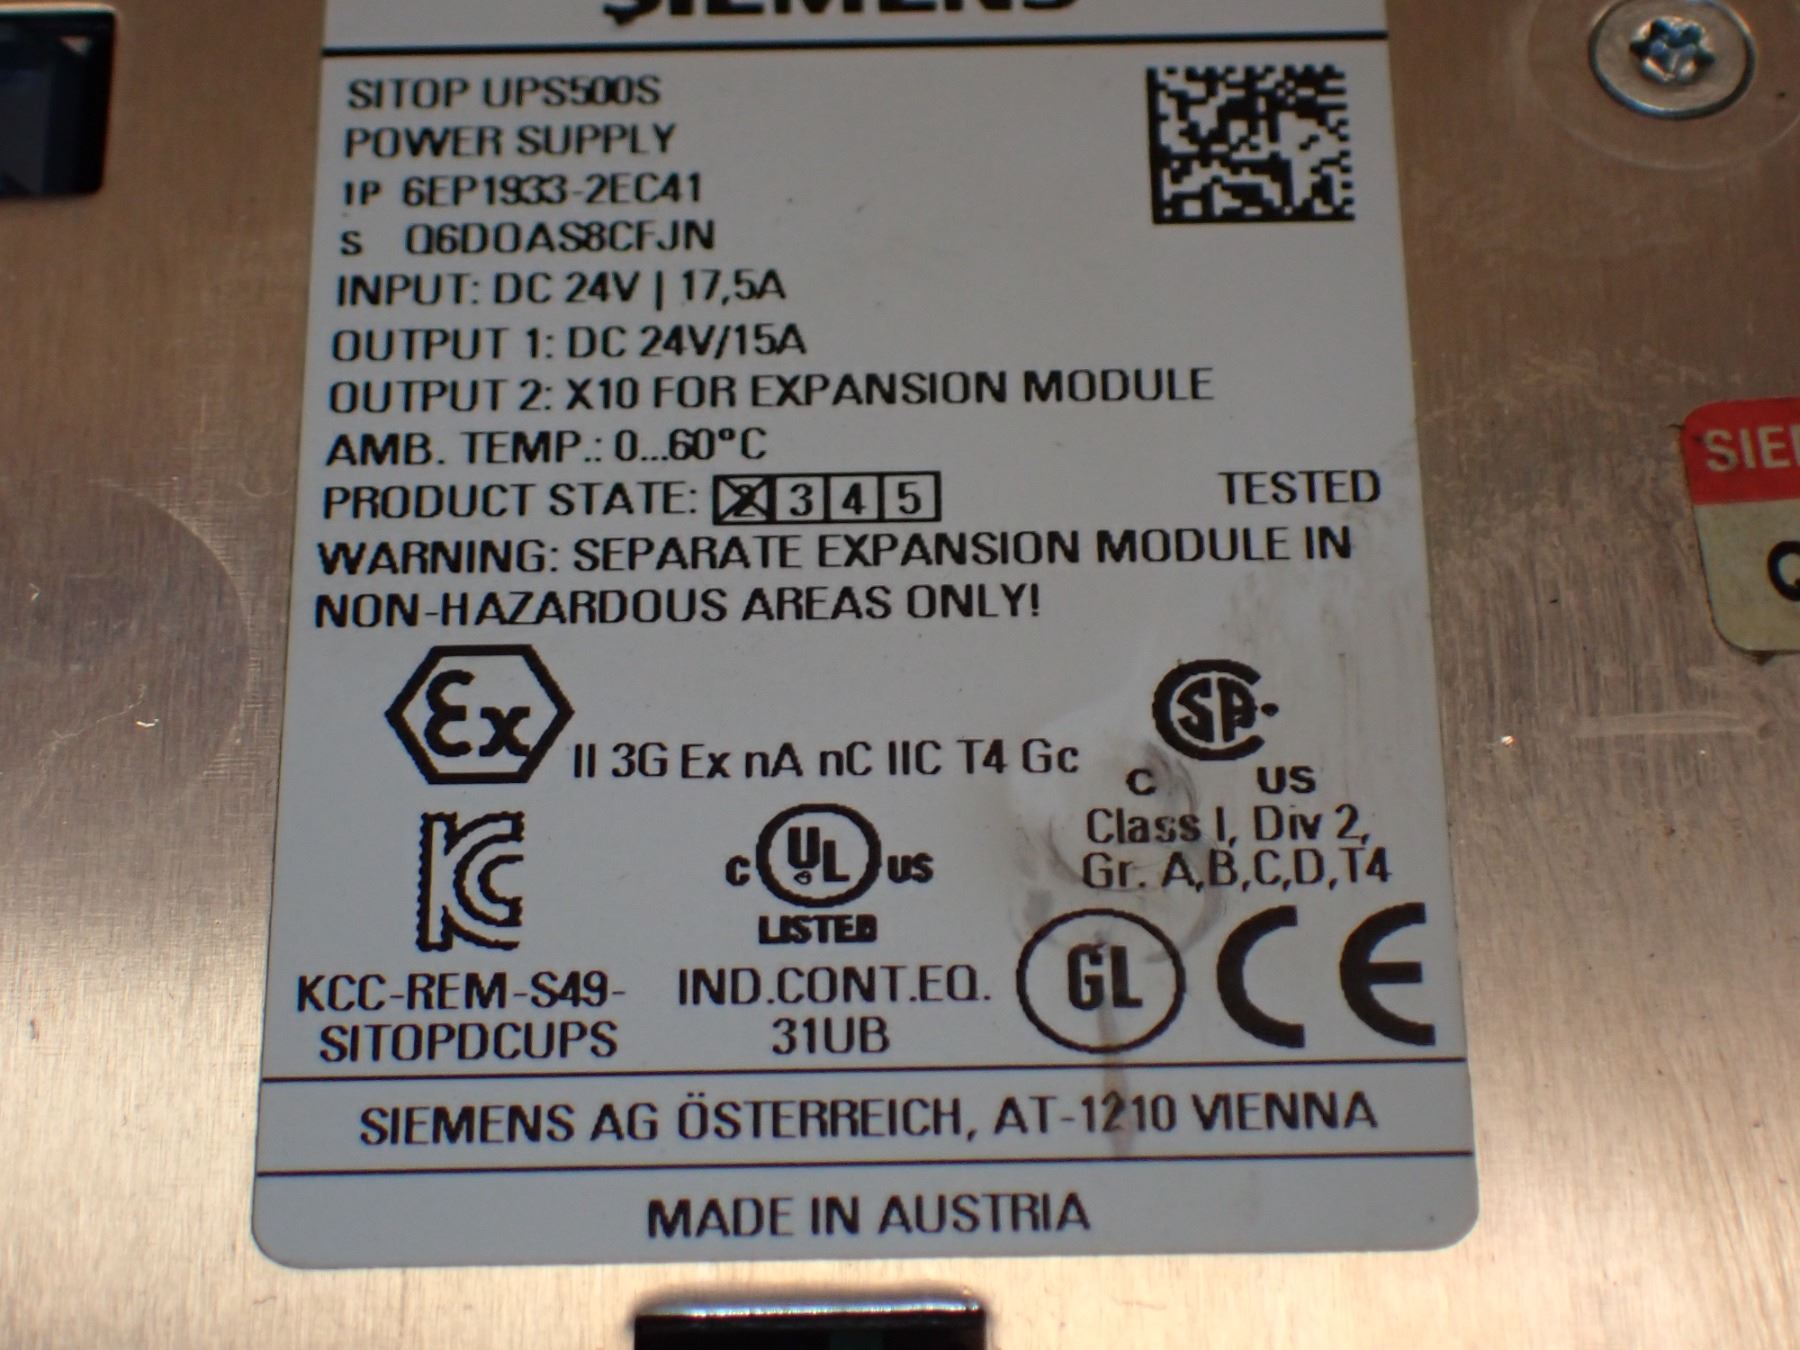 SIEMENS
SITOP UPS500S
POWER SUPPLY
1P 6EP1933-2EC41
S Q6DOAS8CFJN
INPUT: DC 24V | 17,5A
OUTPUT 1: DC 24V/15A
OUTPUT 2: X10 FOR EXPANSION MODULE
AMB. TEMP.: 0...60°C
PRODUCT STATE: 2 3 4 5 TESTED
WARNING: SEPARATE EXPANSION MODULE IN
NON-HAZARDOUS AREAS ONLY!
Ex II 3G Ex nA nC IIC T4 Gc
SA
C US
Class I, Div 2,
Gr. A,B,C,D,T4
KC
C UL US
LISTED
KCC-REM-S49-
SITOPDCUPS
IND.CONT.EQ.
31UB
GL CE
SIEMENS AG ÖSTERREICH, AT-1210 VIENNA
MADE IN AUSTRIA
SIE
Q